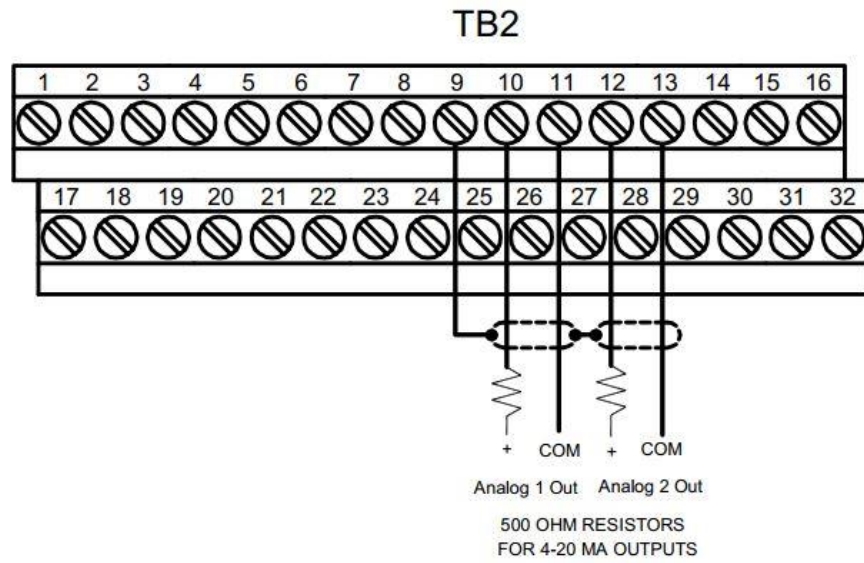 TB2
1 2 3 4 5 6 7 8 9 10 11 12 13 14 15 16
17 18 19 20 21 22 23 24 25 26 27 28 29 30 31 32
+ COM + COM
Analog 1 Out Analog 2 Out
500 OHM RESISTORS
FOR 4-20 MA OUTPUTS